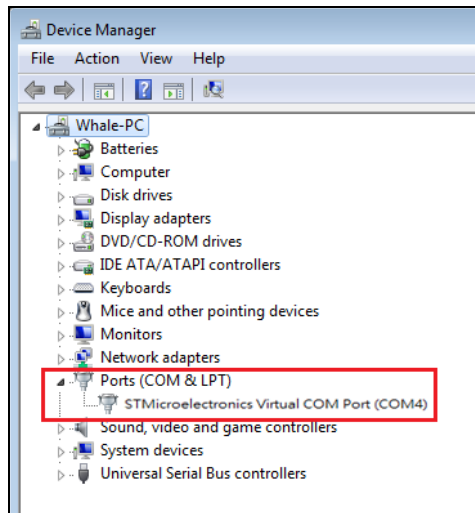 Device Manager
File Action View Help
Whale-PC
Batteries
Computer
Disk drives
Display adapters
DVD/CD-ROM drives
IDE ATA/ATAPI controllers
Keyboards
Mice and other pointing devices
Monitors
Network adapters
Ports (COM & LPT)
STMicroelectronics Virtual COM Port (COM4)
Sound, video and game controllers
System devices
Universal Serial Bus controllers